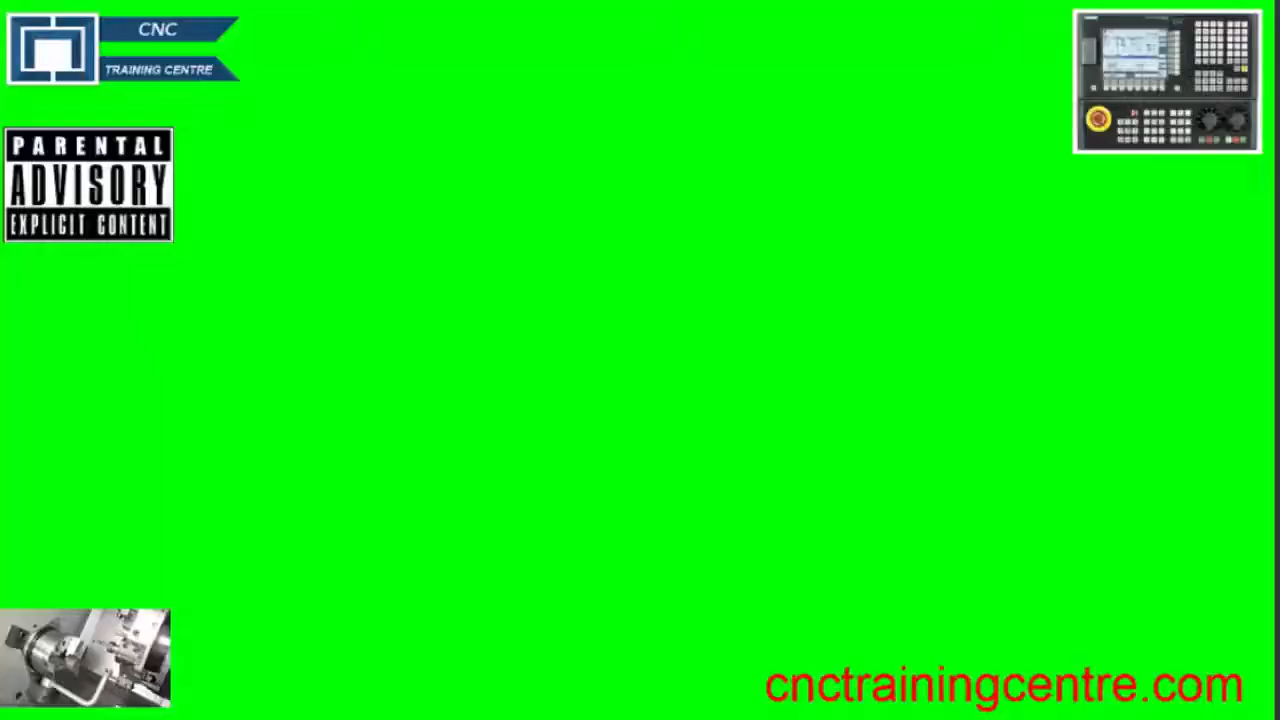 CNC
TRAINING CENTRE
PARENTAL
ADVISORY
EXPLICIT CONTENT
cnctrainingcentre.com